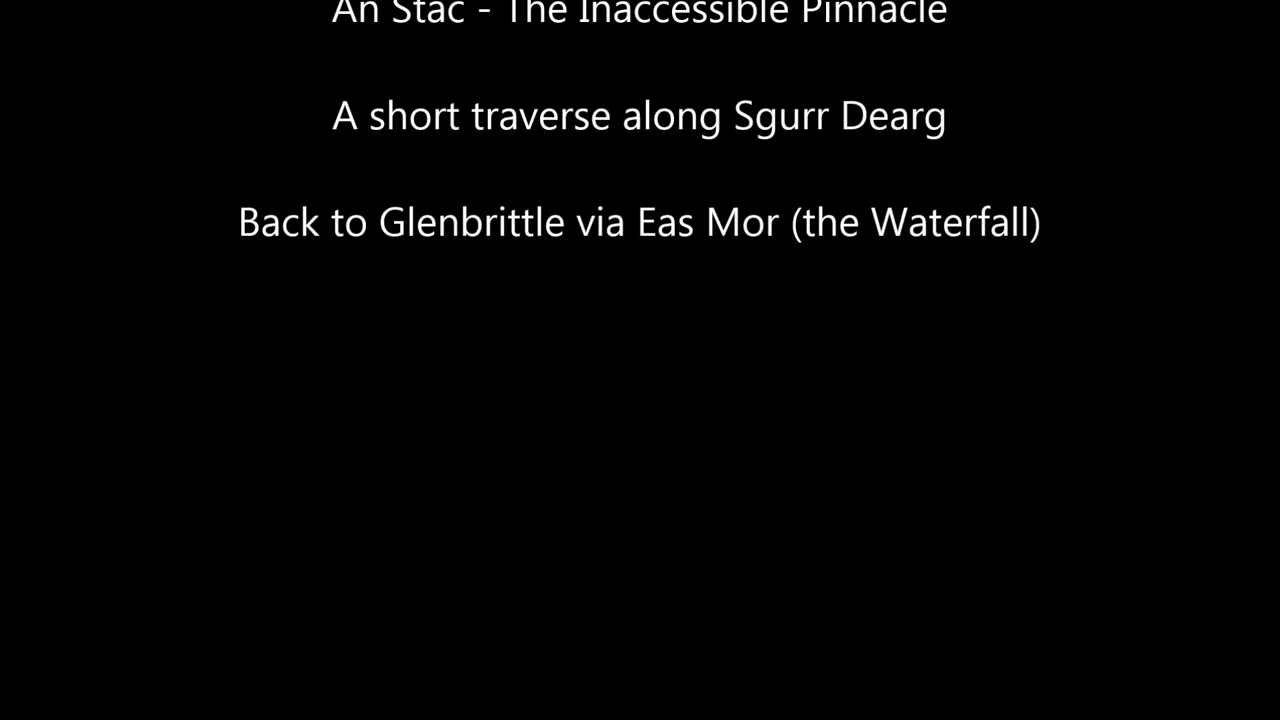 An Stac - The Inaccessible Pinnacle
A short traverse along Sgurr Dearg
Back to Glenbrittle via Eas Mor (the Waterfall)